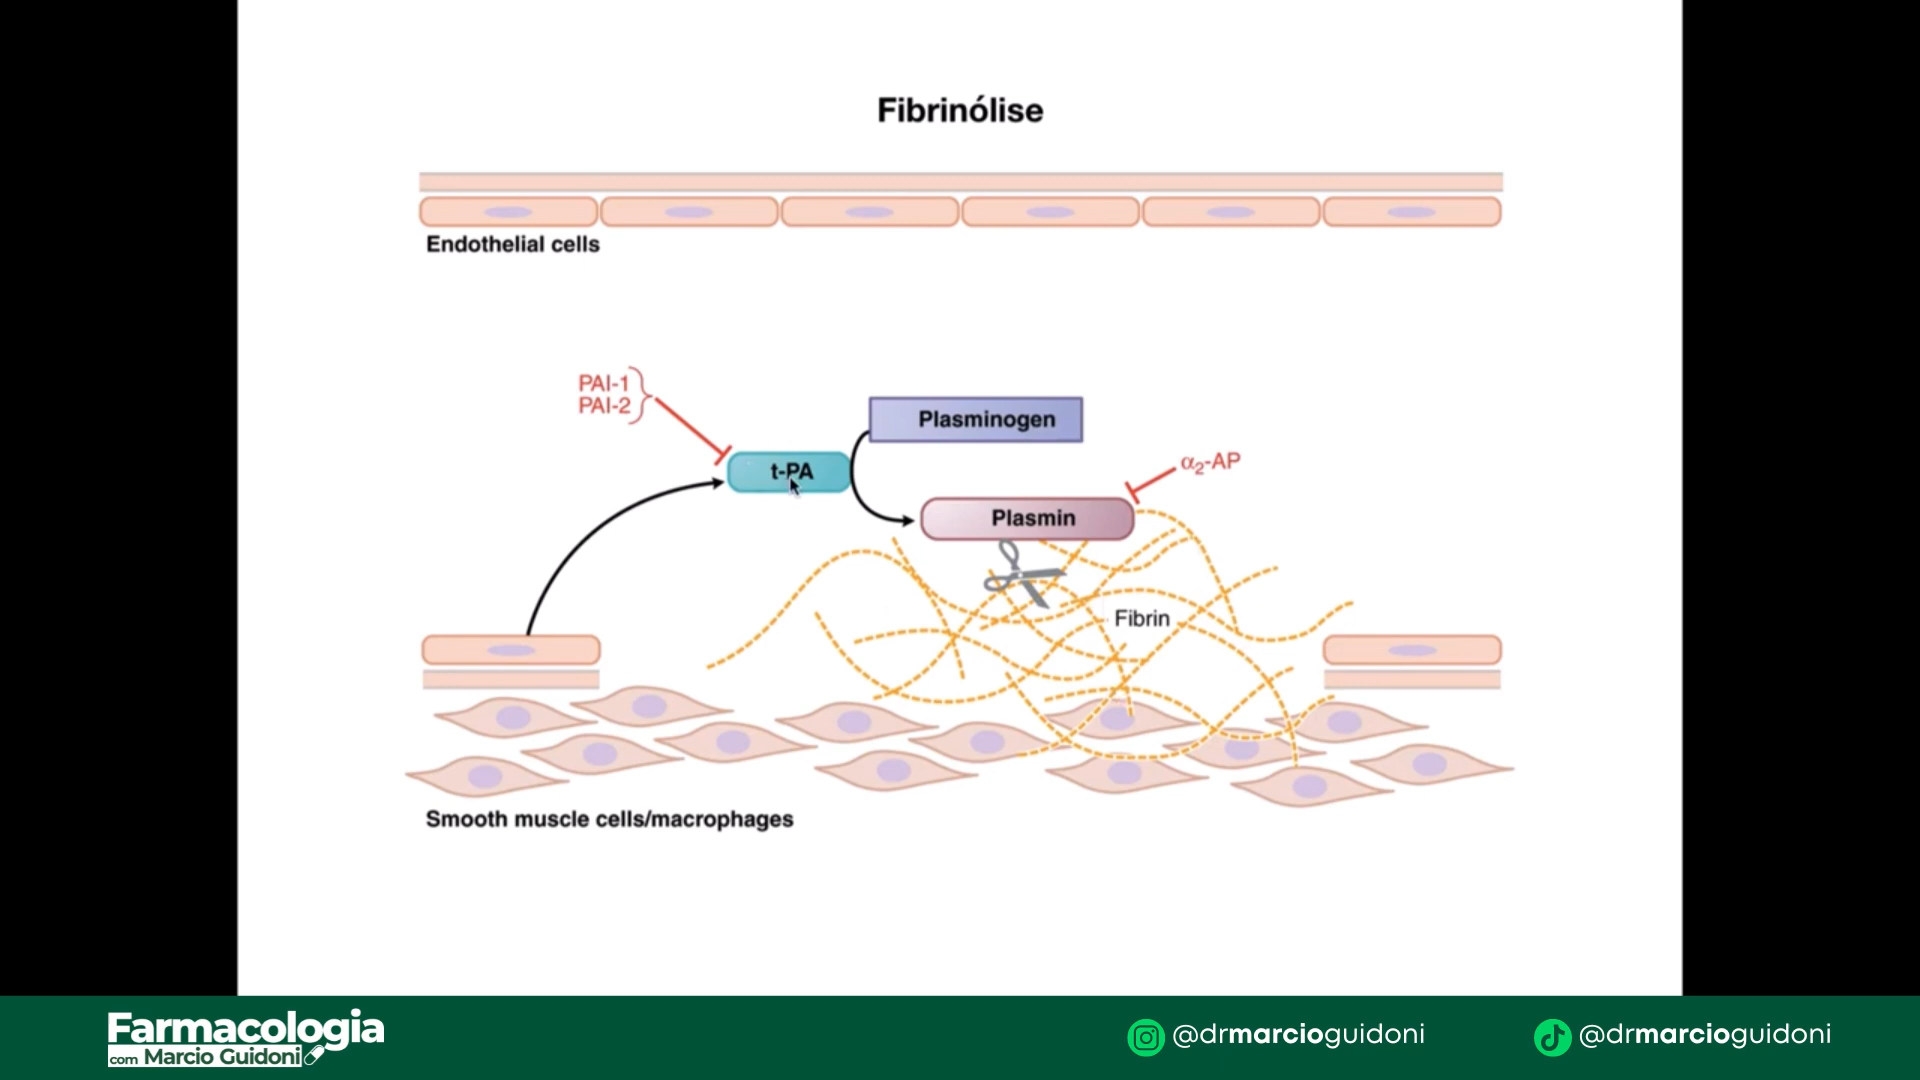 Fibrinólise
Endothelial cells
PAI-1
PAI-2
Plasminogen
t-PA
α₂-AP
Plasmin
Fibrin
Smooth muscle cells/macrophages
Farmacologia
com Marcio Guidoni
@drmarcioguidoni
@drmarcioguidoni